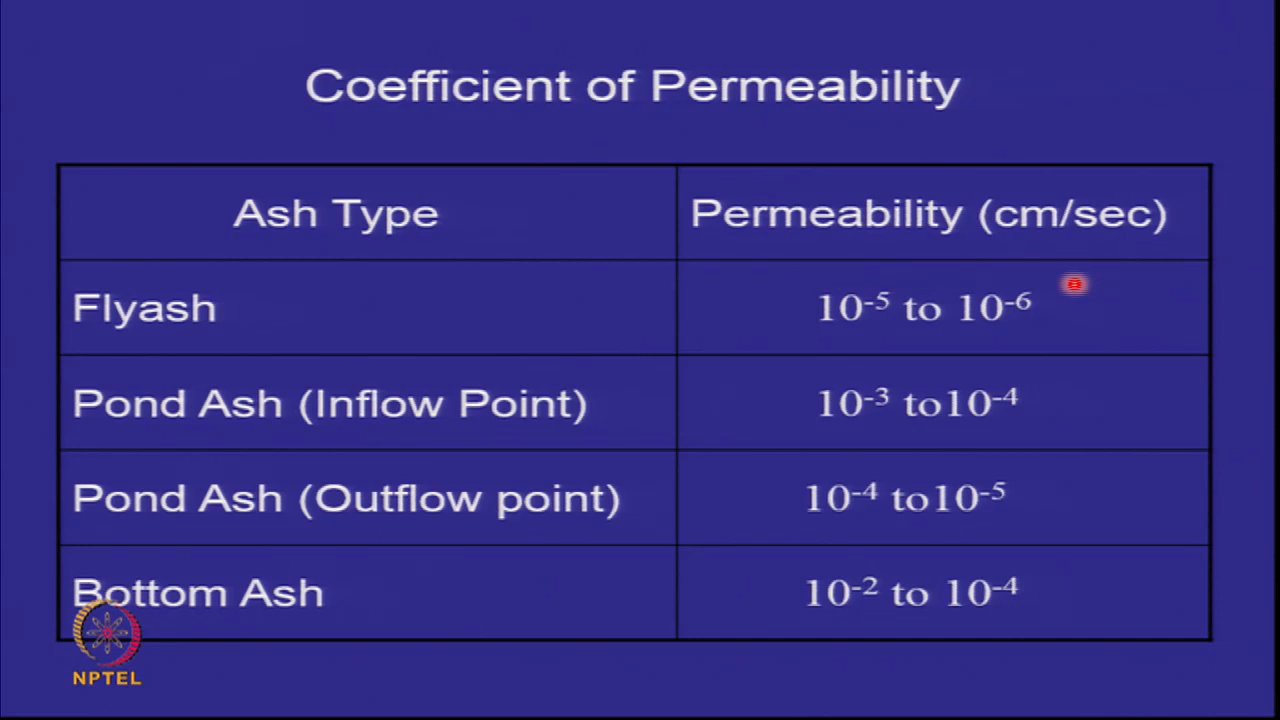 Coefficient of Permeability
Ash Type Permeability (cm/sec)
Flyash 10⁻⁵ to 10⁻⁶
Pond Ash (Inflow Point) 10⁻³ to10⁻⁴
Pond Ash (Outflow point) 10⁻⁴ to10⁻⁵
Bottom Ash 10⁻² to 10⁻⁴
NPTEL